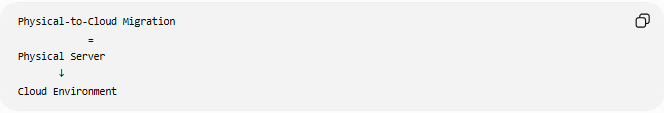 Physical-to-Cloud Migration
=
Physical Server
↓
Cloud Environment